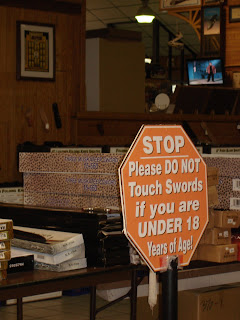 STOP
Please DO NOT
Touch Swords
if you are
UNDER 18
Years of Age!